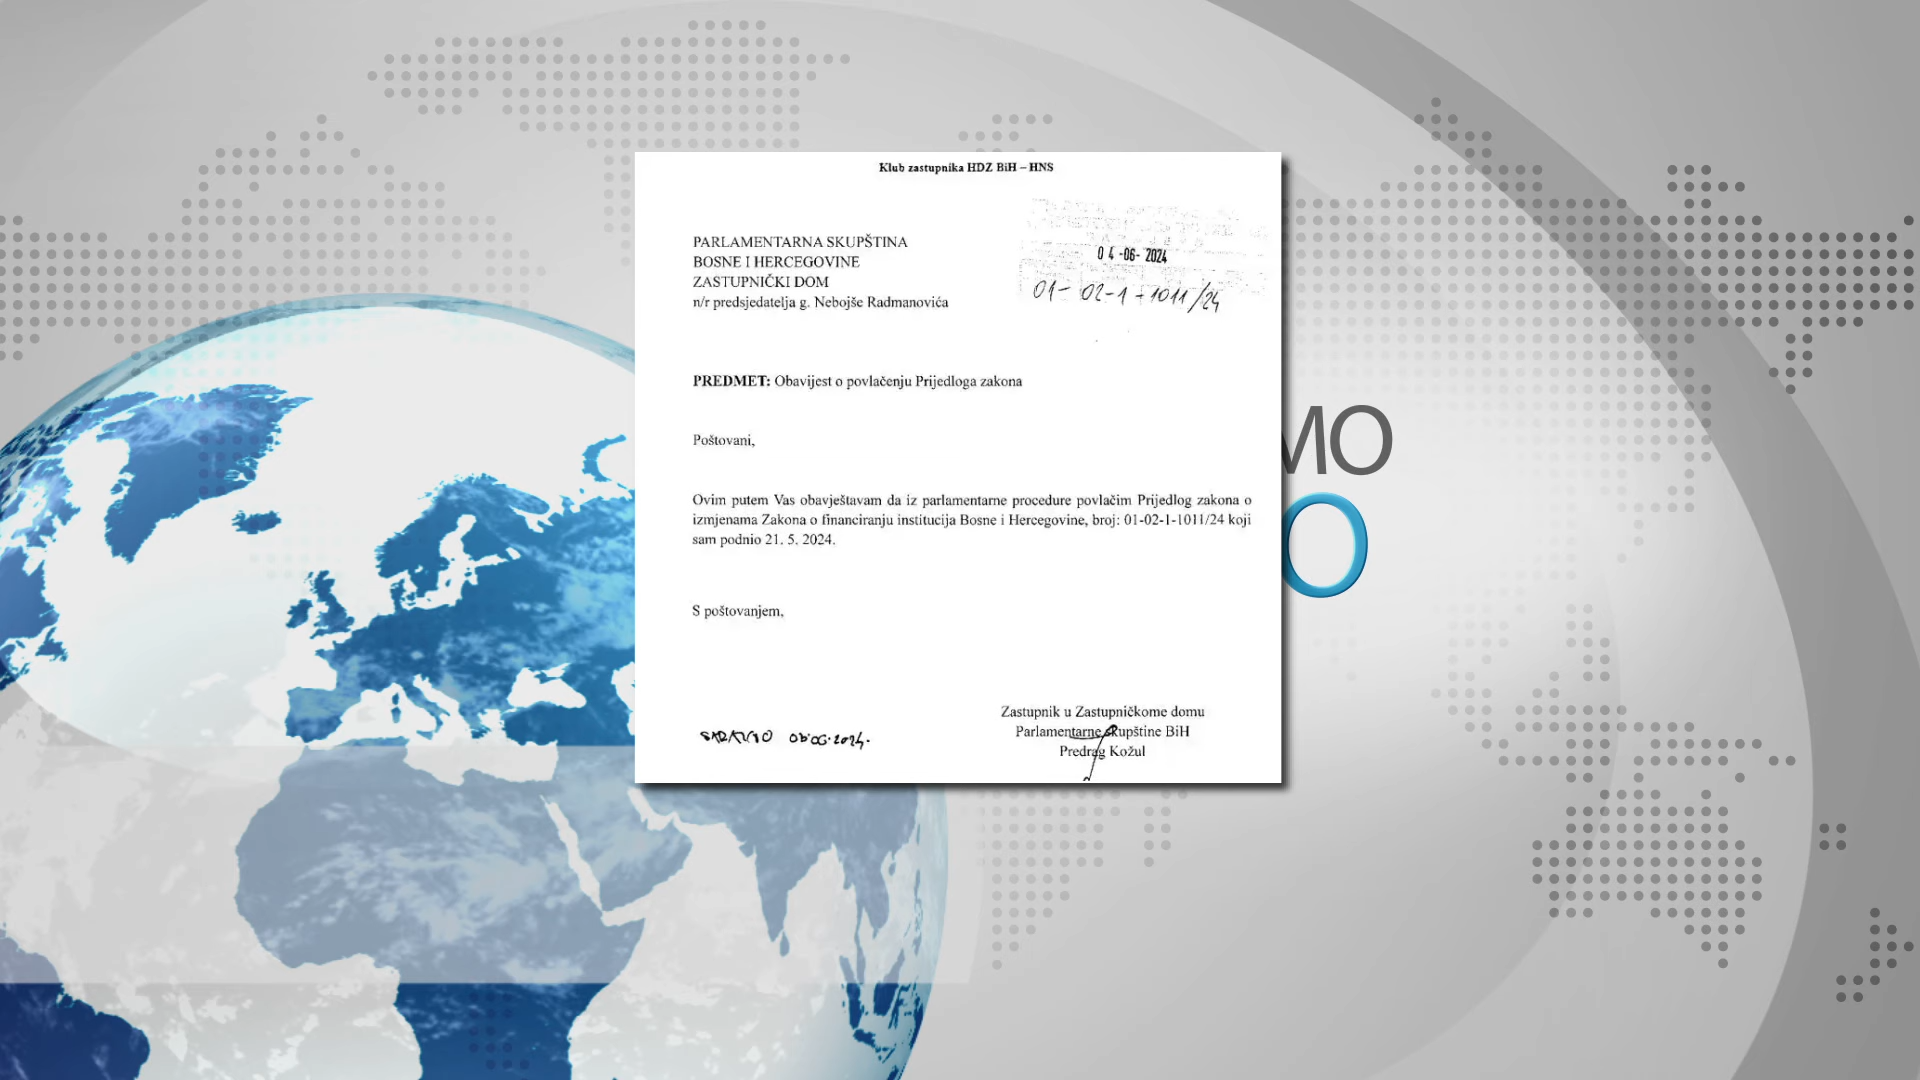 Klub zastupnika HDZ BiH – HNS
PARLAMENTARNA SKUPŠTINA
BOSNE I HERCEGOVINE
ZASTUPNIČKI DOM
n/r predsjedatelja g. Nebojše Radmanovića
04-06-2024
01-02-1-1011/24
PREDMET: Obavijest o povlačenju Prijedloga zakona
Poštovani,
Ovim putem Vas obavještavam da iz parlamentarne procedure povlačim Prijedlog zakona o
izmjenama Zakona o financiranju institucija Bosne i Hercegovine, broj: 01-02-1-1011/24 koji
sam podnio 21. 5. 2024.
S poštovanjem,
Zastupnik u Zastupničkome domu
Parlamentarne skupštine BiH
Predrag Kožul
MO
O